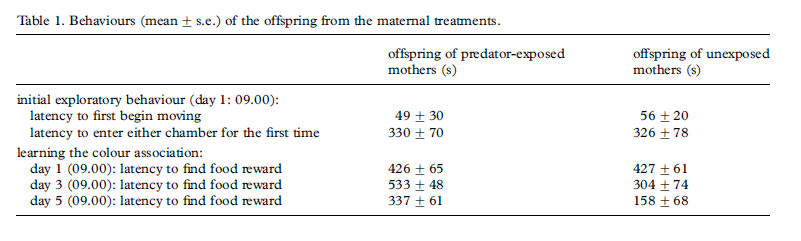 Table 1. Behaviours (mean ± s.e.) of the offspring from the maternal treatments.
offspring of predator-exposed mothers (s) offspring of unexposed mothers (s)
initial exploratory behaviour (day 1: 09.00):
latency to first begin moving 49 ± 30 56 ± 20
latency to enter either chamber for the first time 330 ± 70 326 ± 78
learning the colour association:
day 1 (09.00): latency to find food reward 426 ± 65 427 ± 61
day 3 (09.00): latency to find food reward 533 ± 48 304 ± 74
day 5 (09.00): latency to find food reward 337 ± 61 158 ± 68